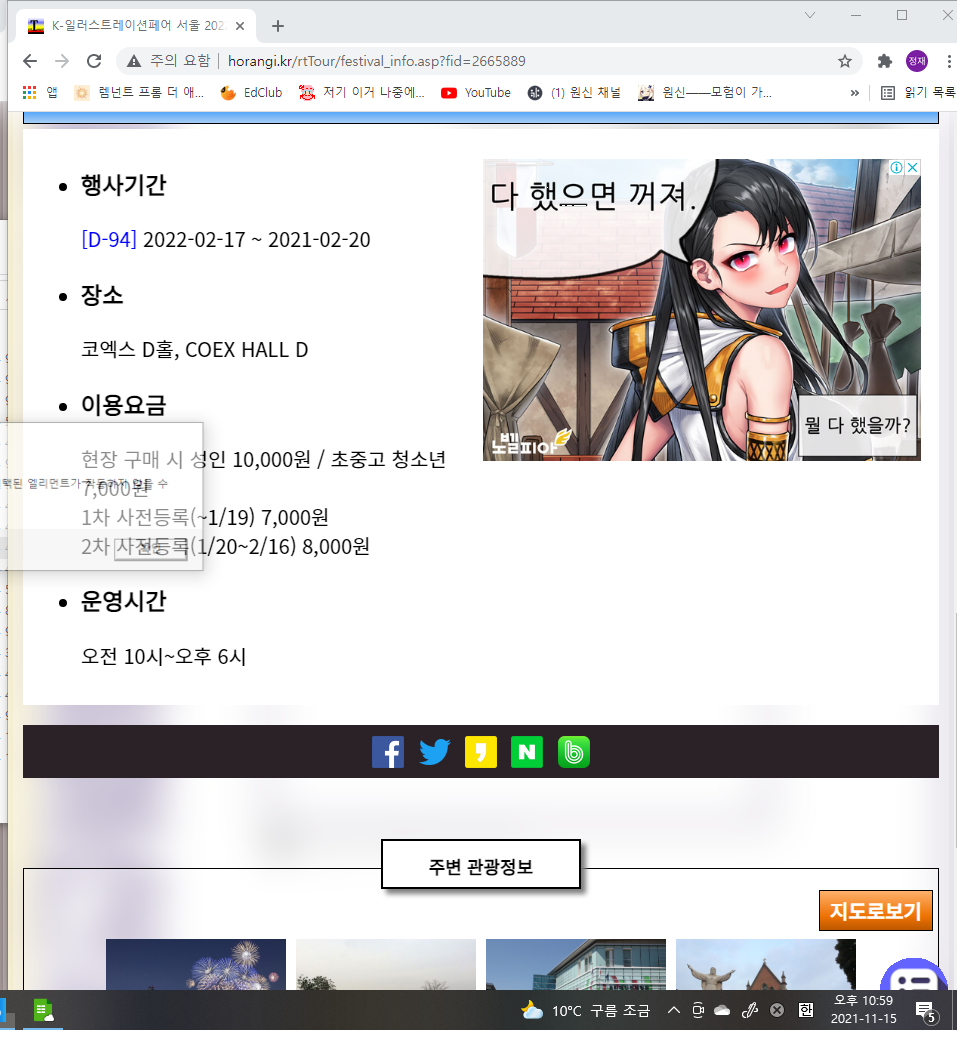 K-일러스트레이션페어 서울 202
주의 요함 | horangi.kr/rtTour/festival_info.asp?fid=2665889
정재
앱
렘넌트 프롬 더 애...
EdClub
저기 이거 나중에...
YouTube
(1) 원신 채널
원신——모험이 가...
»
읽기 목록
행사기간
[D-94] 2022-02-17 ~ 2021-02-20
장소
코엑스 D홀, COEX HALL D
이용요금
현장 구매 시 성인 10,000원 / 초중고 청소년
7,000원
1차 사전등록(~1/19) 7,000원
2차 사전등록(1/20~2/16) 8,000원
운영시간
오전 10시~오후 6시
다 했으면 꺼져.
뭘 다 했을까?
노벨피아
주변 관광정보
지도로보기
10°C 구름 조금
한
오후 10:59
2021-11-15
5